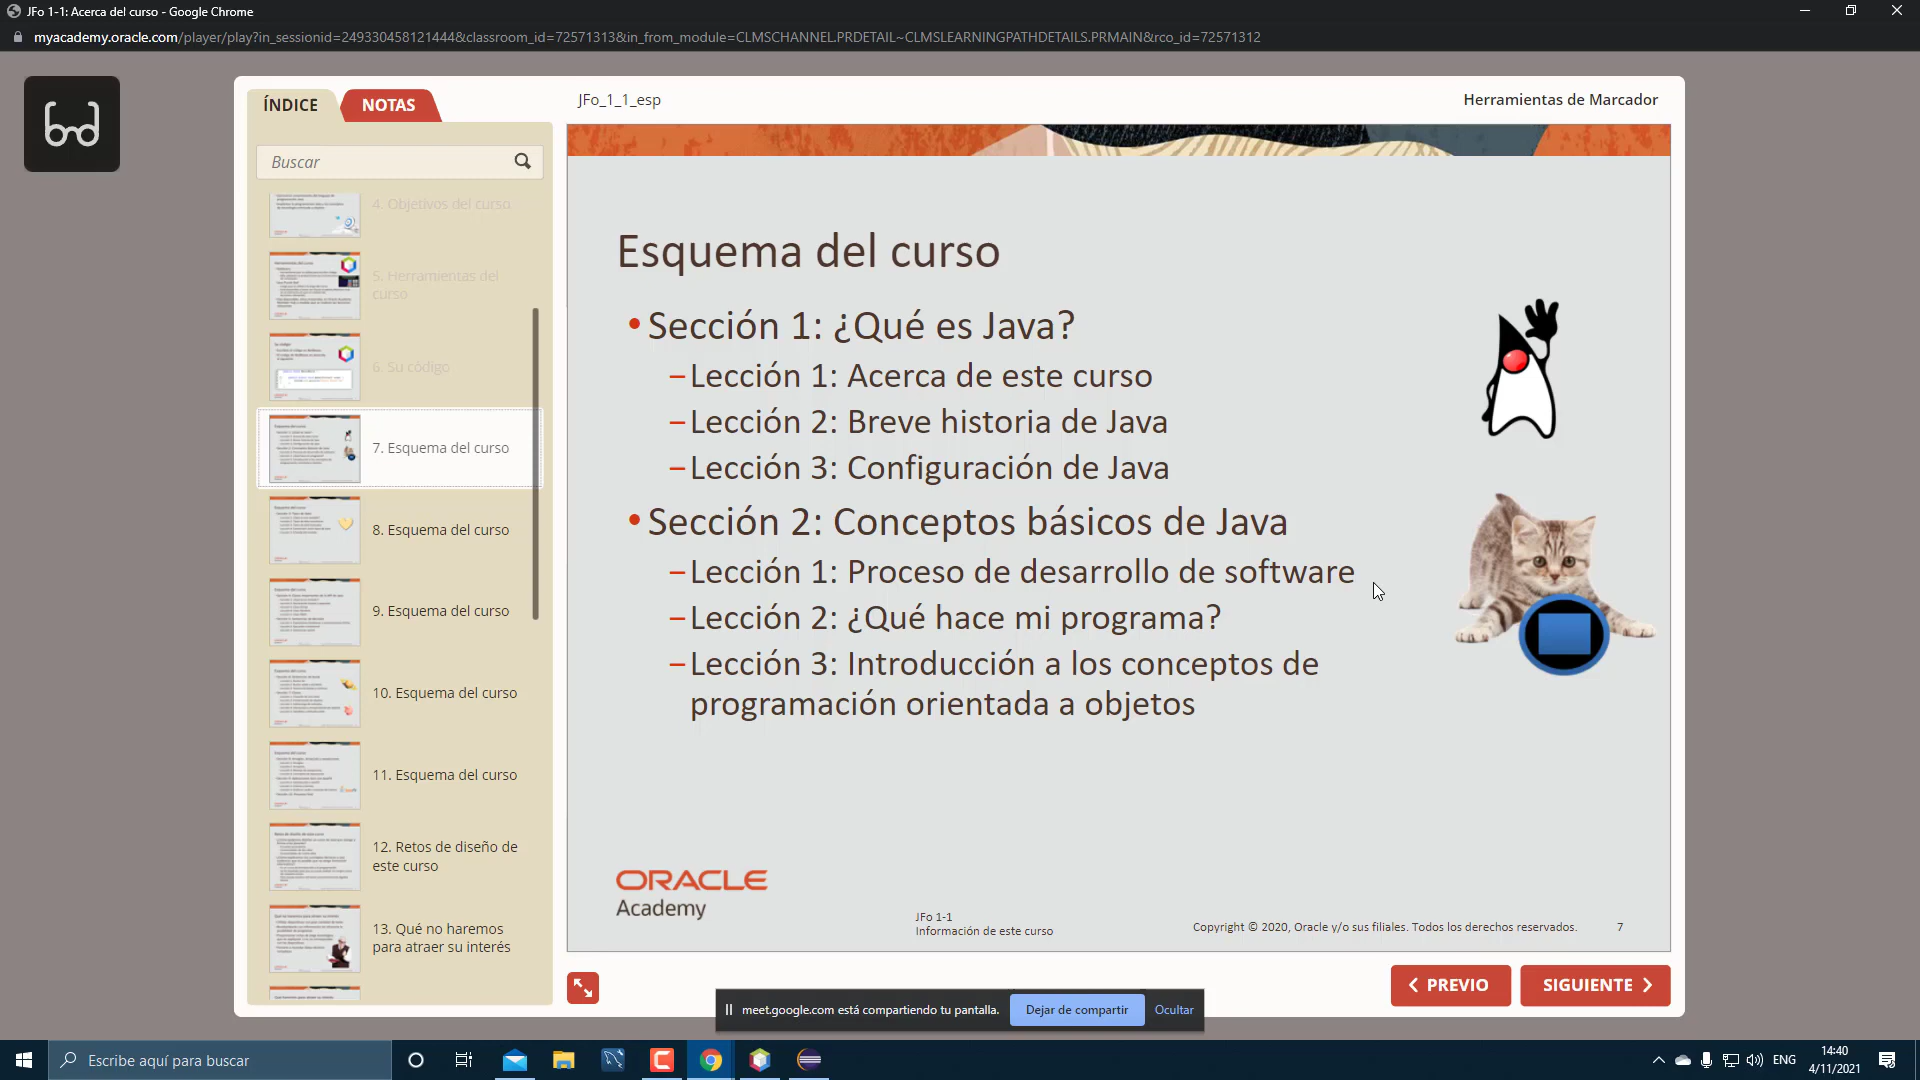 JFo 1-1: Acerca del curso - Google Chrome
myacademy.oracle.com/player/play?in_sessionid=249330458121444&classroom_id=72571313&in_from_module=CLMSCHANNEL.PRDETAIL~CLMSLEARNINGPATHDETAILS.PRMAIN&rco_id=72571312
ÍNDICE
NOTAS
JFo_1_1_esp
Herramientas de Marcador
Buscar
4. Objetivos del curso
5. Herramientas del
curso
6. Su código
7. Esquema del curso
8. Esquema del curso
9. Esquema del curso
10. Esquema del curso
11. Esquema del curso
12. Retos de diseño de
este curso
13. Qué no haremos
para atraer su interés
Esquema del curso
•Sección 1: ¿Qué es Java?
–Lección 1: Acerca de este curso
–Lección 2: Breve historia de Java
–Lección 3: Configuración de Java
•Sección 2: Conceptos básicos de Java
–Lección 1: Proceso de desarrollo de software
–Lección 2: ¿Qué hace mi programa?
–Lección 3: Introducción a los conceptos de
programación orientada a objetos
ORACLE
Academy
JFo 1-1
Información de este curso
Copyright © 2020, Oracle y/o sus filiales. Todos los derechos reservados.
7
PREVIO
SIGUIENTE
meet.google.com está compartiendo tu pantalla.
Dejar de compartir
Ocultar
Escribe aquí para buscar
ENG
14:40
4/11/2021